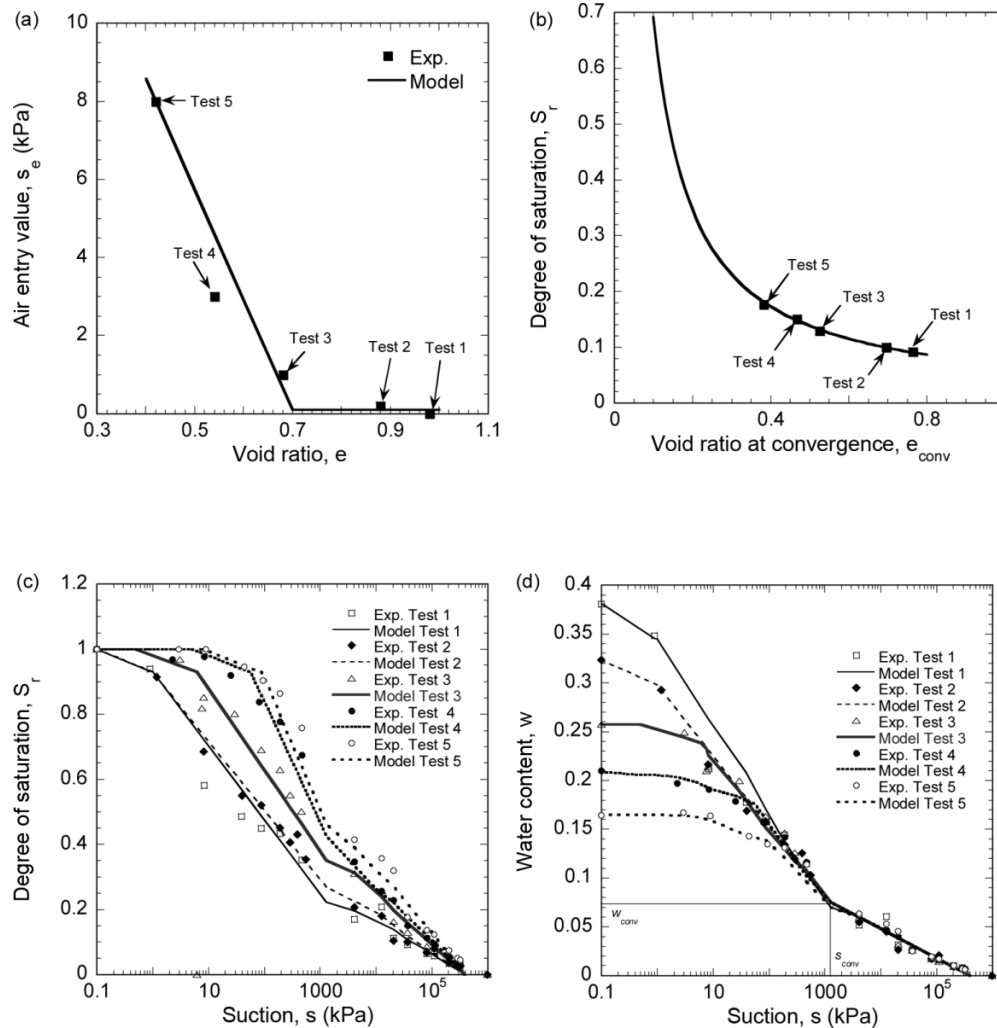 (a)
10
8
6
4
2
0
0.3
0.5
0.7
0.9
1.1
Air entry value, s_e (kPa)
Void ratio, e
Exp.
Model
Test 5
Test 4
Test 3
Test 2
Test 1
(b)
0.7
0.6
0.5
0.4
0.3
0.2
0.1
0
0
0.4
0.6
0.8
Degree of saturation, S_r
Void ratio at convergence, e_conv
Test 5
Test 3
Test 1
Test 4
Test 2
(c)
1.2
1
0.8
0.6
0.4
0.2
0
0.1
10
1000
10^5
Degree of saturation, S_r
Suction, s (kPa)
Exp. Test 1
Model Test 1
Exp. Test 2
Model Test 2
Exp. Test 3
Model Test 3
Exp. Test 4
Model Test 4
Exp. Test 5
Model Test 5
(d)
0.4
0.35
0.3
0.25
0.2
0.15
0.1
0.05
0
0.1
10
1000
10^5
Water content, w
Suction, s (kPa)
Exp. Test 1
Model Test 1
Exp. Test 2
Model Test 2
Exp. Test 3
Model Test 3
Exp. Test 4
Model Test 4
Exp. Test 5
Model Test 5
w_conv
s_conv